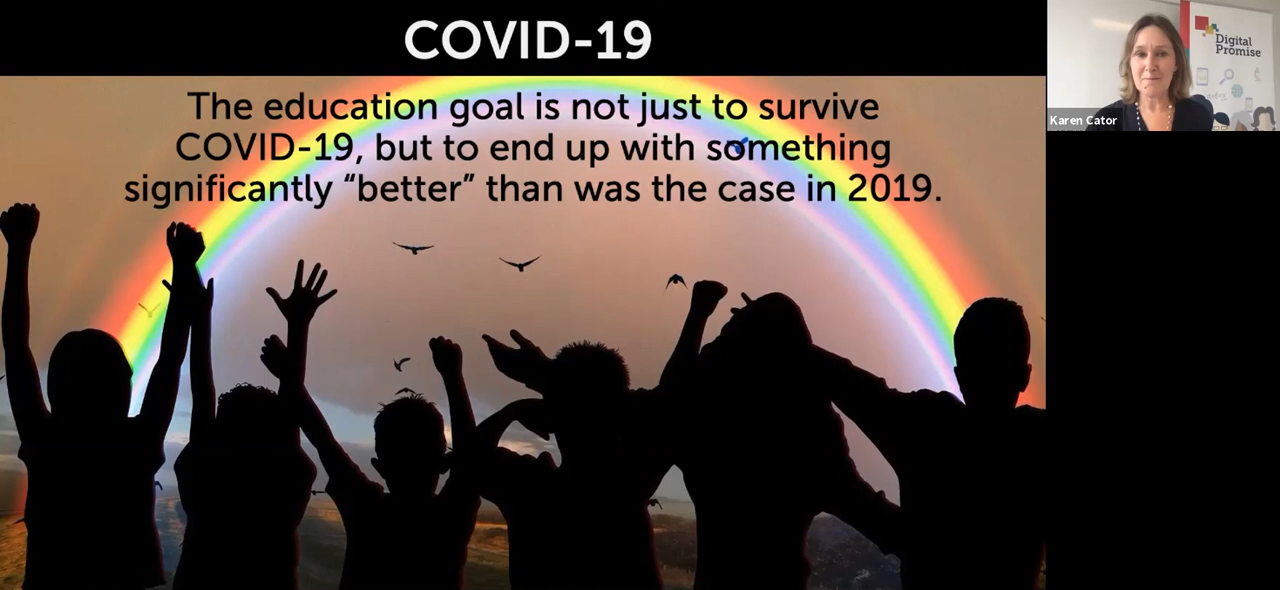 COVID-19
The education goal is not just to survive
COVID-19, but to end up with something
significantly “better” than was the case in 2019.
Digital
Promise
Karen Cator